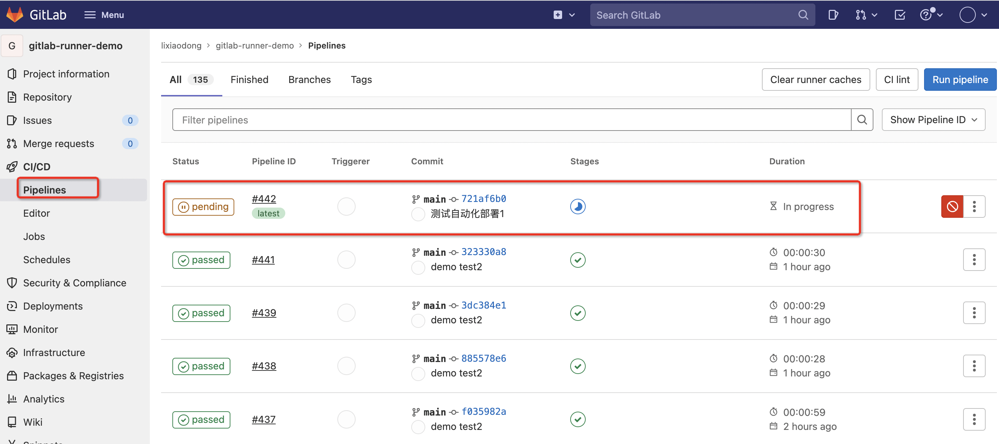 GitLab
Menu
Search GitLab
G
gitlab-runner-demo
Project information
Repository
Issues 0
Merge requests 0
CI/CD
Pipelines
Editor
Jobs
Schedules
Security & Compliance
Deployments
Monitor
Infrastructure
Packages & Registries
Analytics
Wiki
Snippets
lixiaodong > gitlab-runner-demo > Pipelines
All 135 Finished Branches Tags
Clear runner caches CI lint Run pipeline
Filter pipelines
Show Pipeline ID
Status Pipeline ID Triggerer Commit Stages Duration
pending #442 main 721af6b0 In progress
latest 测试自动化部署1
passed #441 main 323330a8 00:00:30
demo test2 1 hour ago
passed #439 main 3dc384e1 00:00:29
demo test2 1 hour ago
passed #438 main 885578e6 00:00:28
demo test2 1 hour ago
passed #437 main f035982a 00:00:59
demo test2 2 hours ago